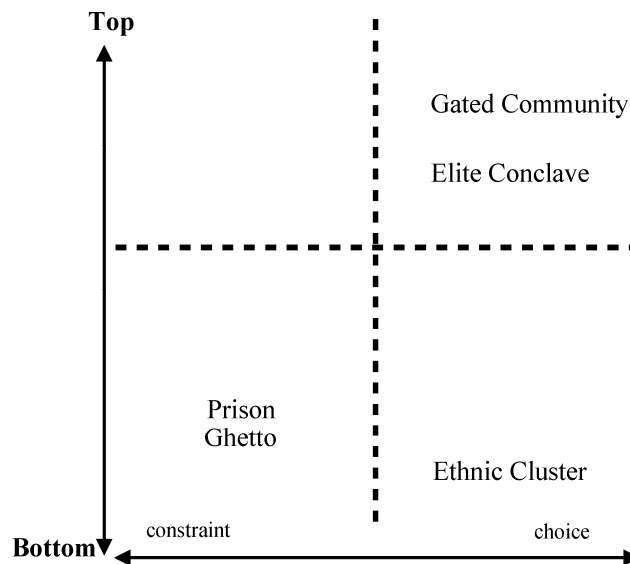 Top
Gated Community
Elite Conclave
Prison
Ghetto
Ethnic Cluster
constraint
choice
Bottom